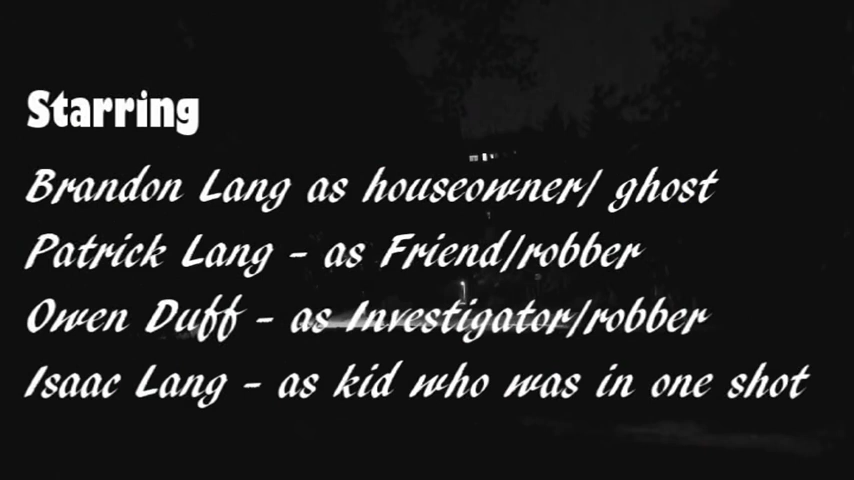 Starring
Brandon Lang as houseowner/ ghost
Patrick Lang - as Friend/robber
Owen Duff - as Investigator/robber
Isaac Lang - as kid who was in one shot